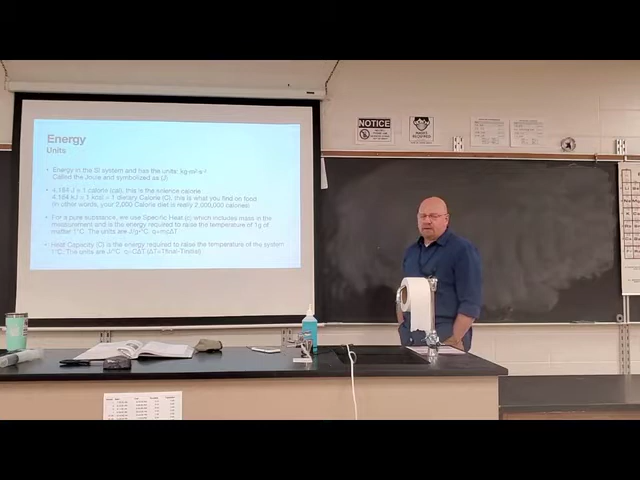 Energy
Units
Energy in the SI system and has the units: kg·m²·s-²
Called the Joule and symbolized as (J)
4.184 J = 1 calorie (cal), this is the science calorie
4.184 kJ = 1 kcal = 1 dietary Calorie (C), this is what you find on food
(in other words, your 2,000 Calorie diet is really 2,000,000 calories)
For a pure substance, we use Specific Heat (c) which includes mass in the
measurement and is the energy required to raise the temperature of 1g of
matter 1°C. The units are J/g·°C, q=mcΔT
Heat Capacity (C) is the energy required to raise the temperature of the system
1°C. The units are J/°C, q=CΔT (ΔT=Tfinal-Tinitial)
NOTICE